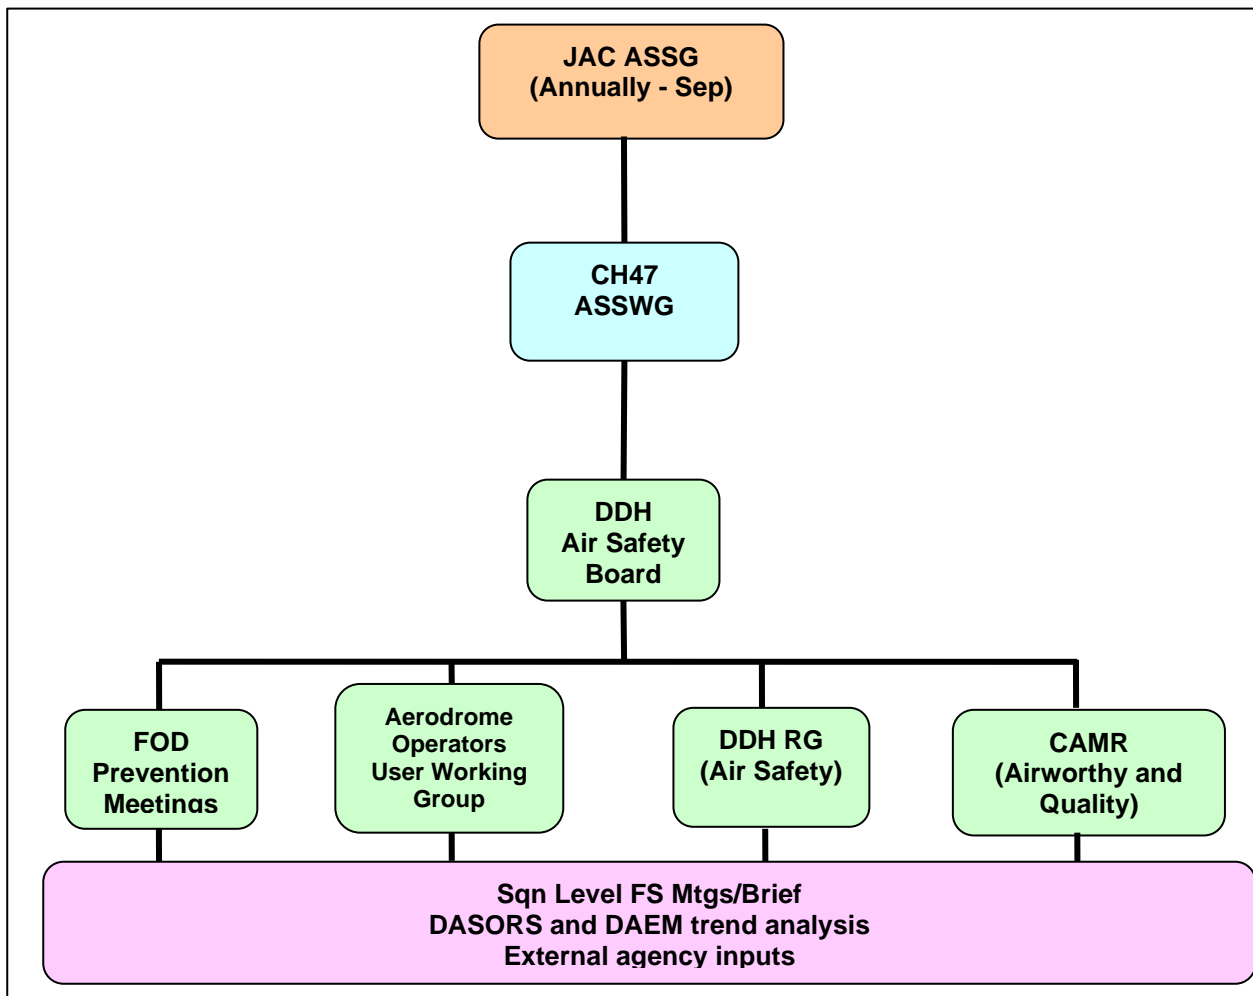 JAC ASSG
(Annually - Sep)
CH47
ASSWG
DDH
Air Safety
Board
FOD
Prevention
Meetings
Aerodrome
Operators
User Working
Group
DDH RG
(Air Safety)
CAMR
(Airworthy and
Quality)
Sqn Level FS Mtgs/Brief
DASORS and DAEM trend analysis
External agency inputs